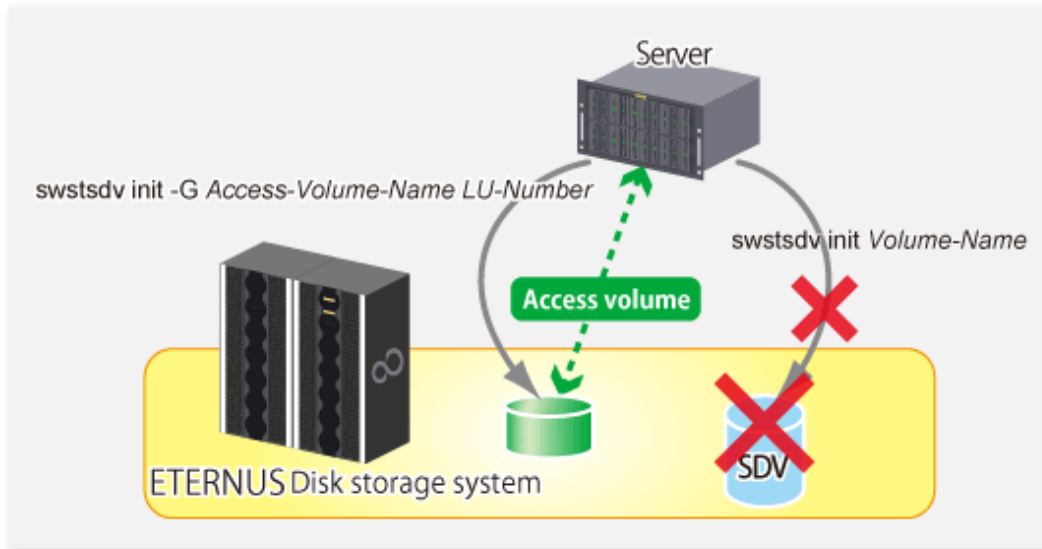 Server
swstsdv init -G Access-Volume-Name LU-Number
swstsdv init Volume-Name
Access volume
SDV
ETERNUS Disk storage system